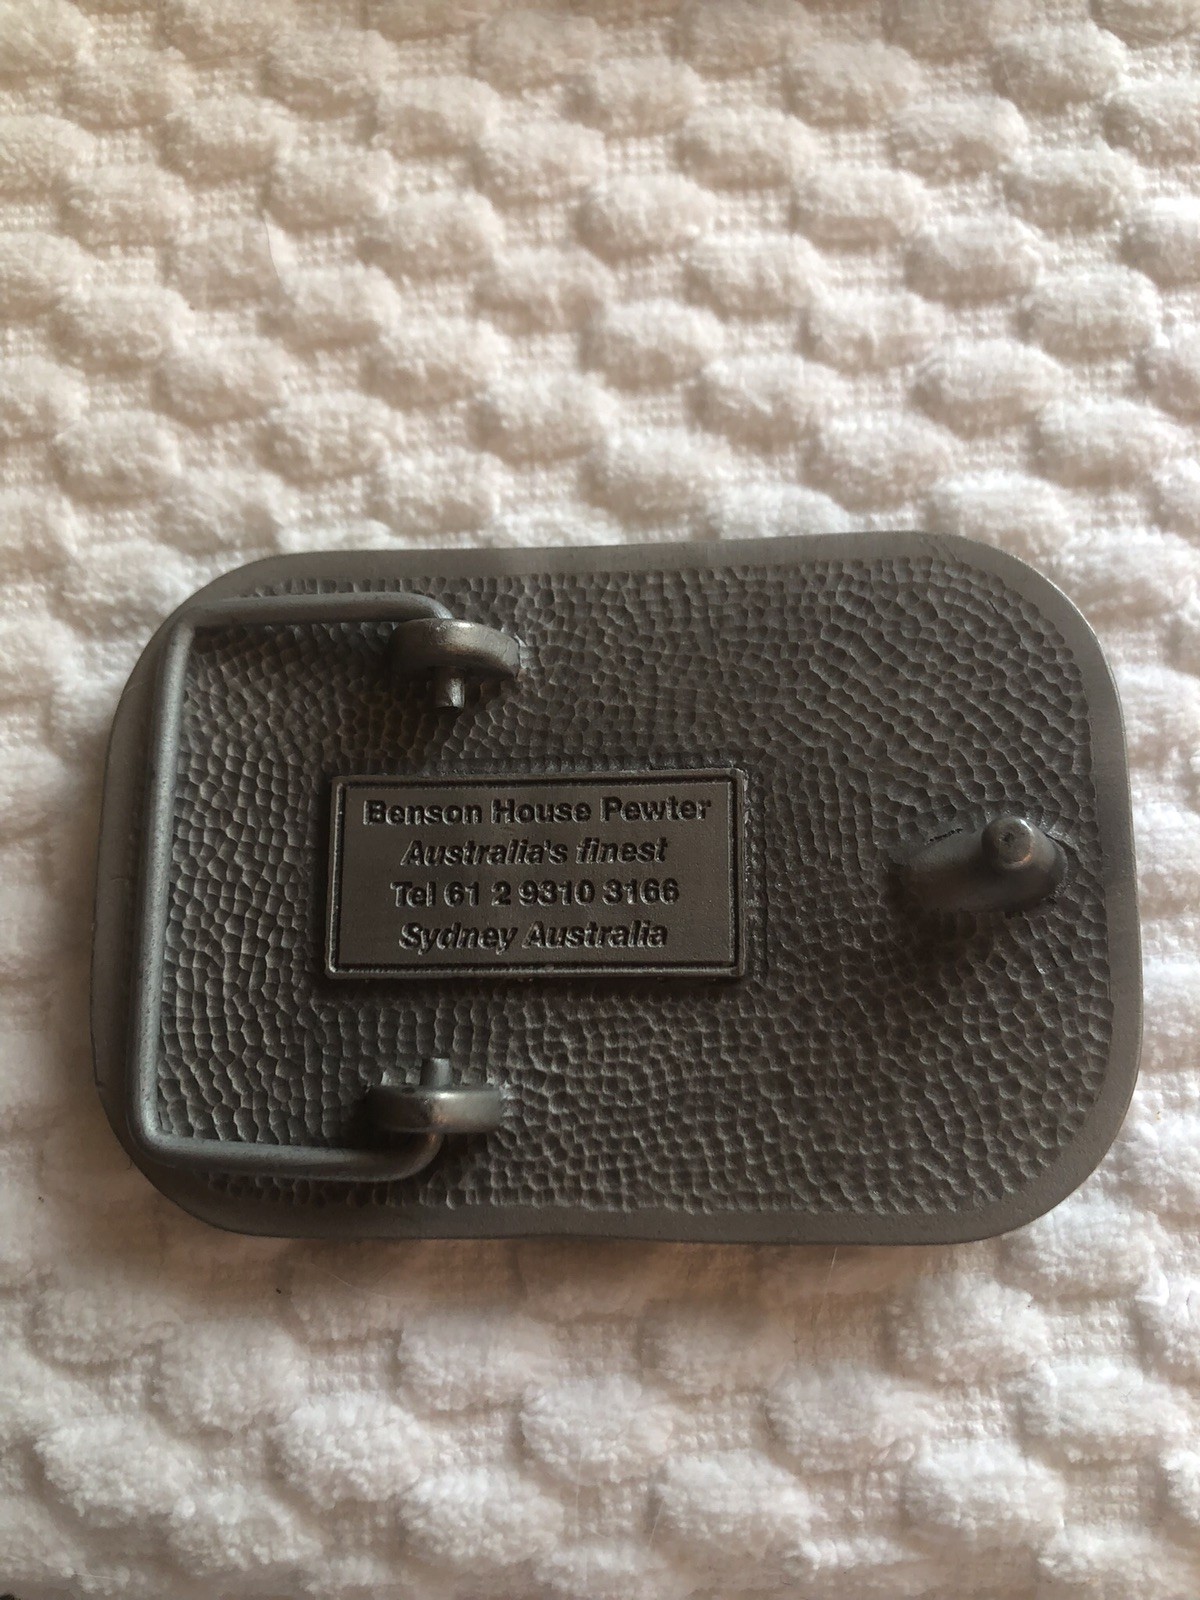 Benson House Pewter
Australia's finest
Tel 61 2 9310 3166
Sydney Australia